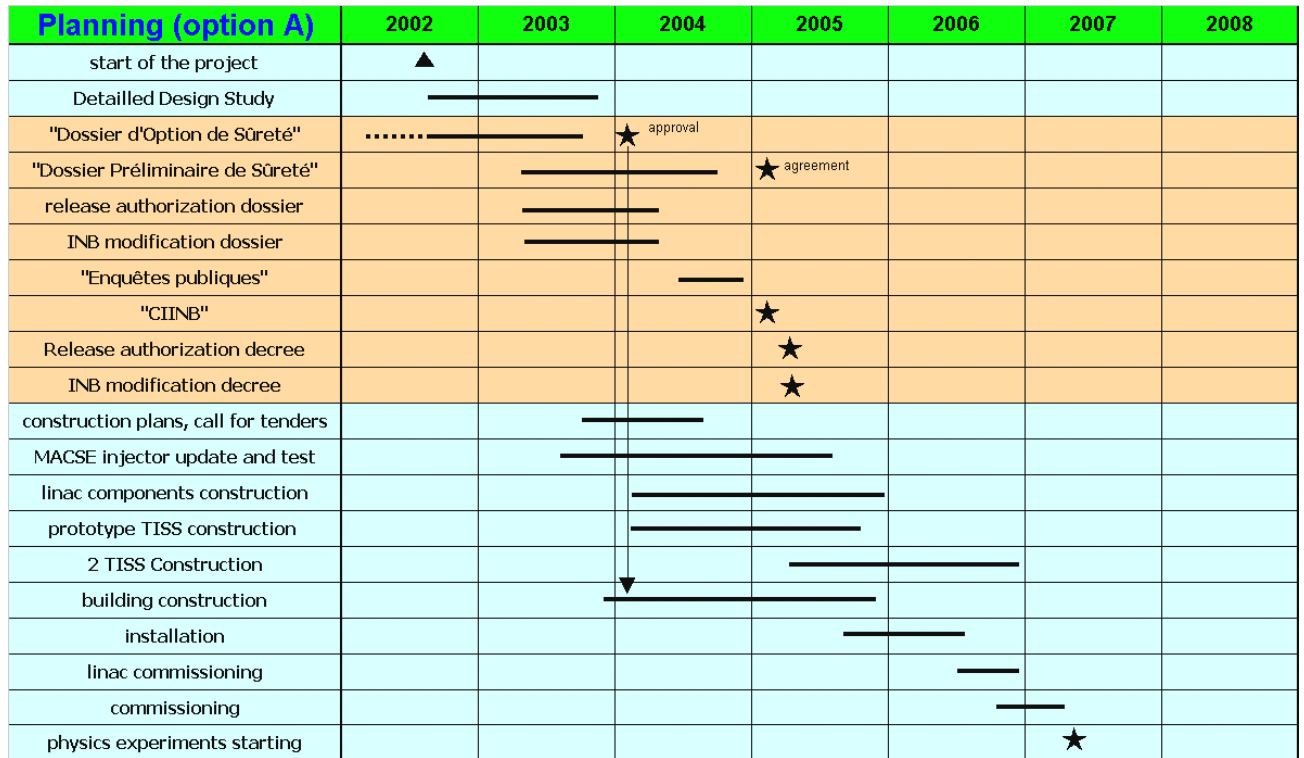 Planning (option A) 2002 2003 2004 2005 2006 2007 2008
start of the project
Detailled Design Study
"Dossier d'Option de Sûreté" approval
"Dossier Préliminaire de Sûreté" agreement
release authorization dossier
INB modification dossier
"Enquêtes publiques"
"CIINB"
Release authorization decree
INB modification decree
construction plans, call for tenders
MACSE injector update and test
linac components construction
prototype TISS construction
2 TISS Construction
building construction
installation
linac commissioning
commissioning
physics experiments starting